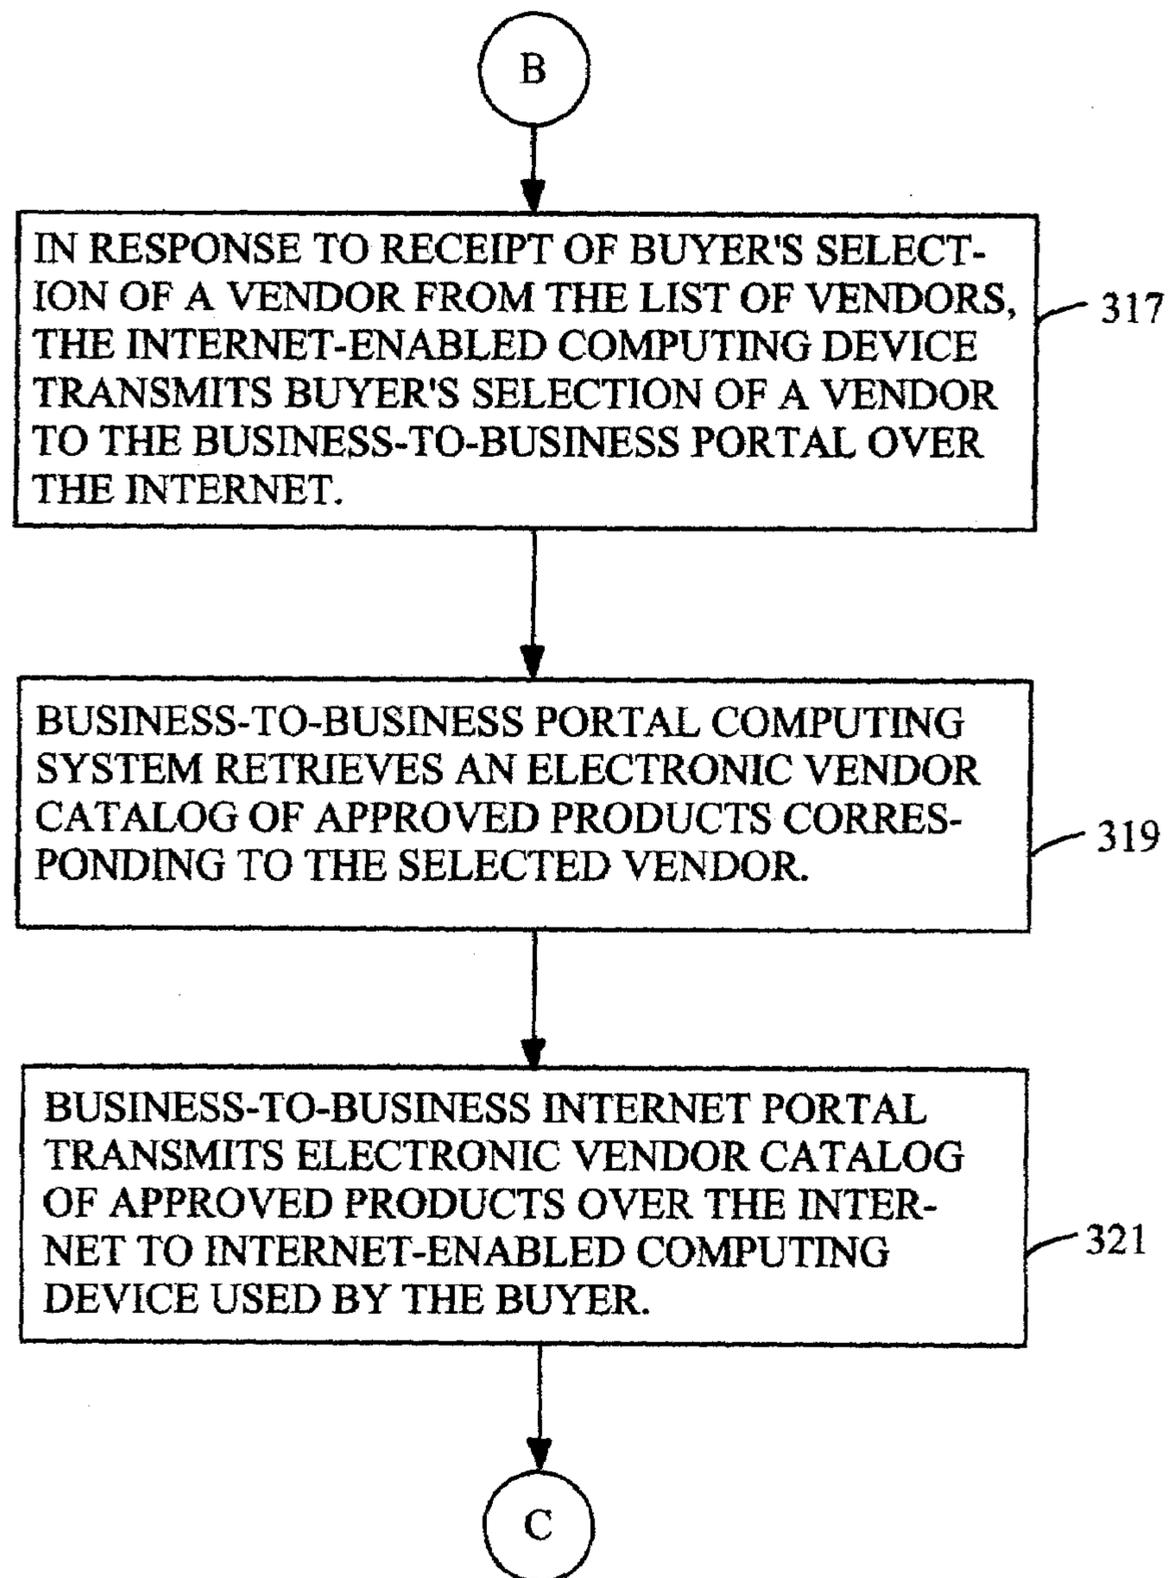 B
IN RESPONSE TO RECEIPT OF BUYER'S SELECT-
ION OF A VENDOR FROM THE LIST OF VENDORS,
THE INTERNET-ENABLED COMPUTING DEVICE
TRANSMITS BUYER'S SELECTION OF A VENDOR
TO THE BUSINESS-TO-BUSINESS PORTAL OVER
THE INTERNET.
317
BUSINESS-TO-BUSINESS PORTAL COMPUTING
SYSTEM RETRIEVES AN ELECTRONIC VENDOR
CATALOG OF APPROVED PRODUCTS CORRES-
PONDING TO THE SELECTED VENDOR.
319
BUSINESS-TO-BUSINESS INTERNET PORTAL
TRANSMITS ELECTRONIC VENDOR CATALOG
OF APPROVED PRODUCTS OVER THE INTER-
NET TO INTERNET-ENABLED COMPUTING
DEVICE USED BY THE BUYER.
321
C